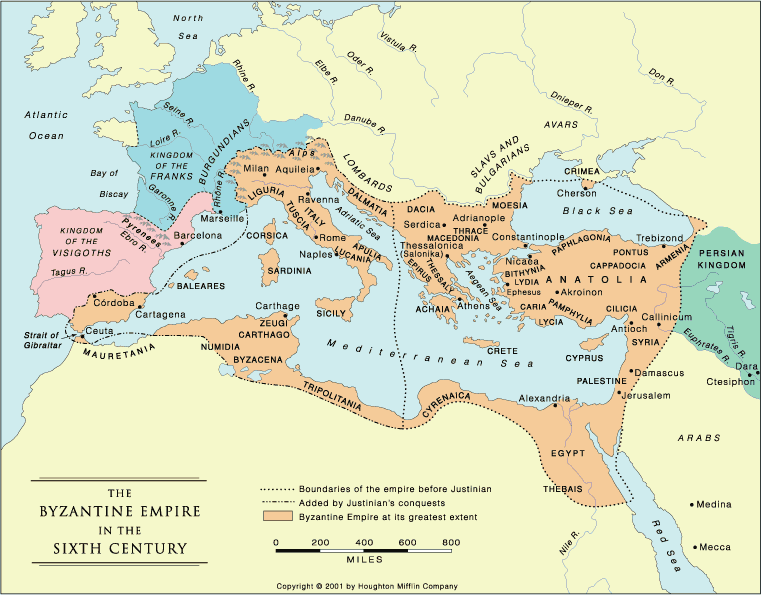 North
Sea
Vistula R.
Oder R.
Elbe R.
Rhine R.
Don R.
Dnieper R.
Atlantic
Ocean
Seine R.
Danube R.
AVARS
Loire R.
BURGUNDIANS
KINGDOM
OF THE
FRANKS
Alps
LOMBARDS
SLAVS AND
BULGARIANS
Bay of
Biscay
Garonne R.
Rhône R.
Milan
Aquileia
CRIMEA
Cherson
LIGURIA
Ravenna
DALMATIA
DACIA
MOESIA
Black Sea
Marseille
TUSCIA
ITALY
Adriatic Sea
Serdica
Adrianople
THRACE
KINGDOM
OF THE
VISIGOTHS
Pyrenees
Ebro R.
Barcelona
CORSICA
Rome
APULIA
MACEDONIA
Constantinople
PAPHLAGONIA
Trebizond
Naples
LUCANIA
Thessalonica
(Salonika)
Nicaea
PONTUS
ARMENIA
PERSIAN
KINGDOM
Tagus R.
SARDINIA
EPIRUS
THESSALY
Aegean Sea
BITHYNIA
CAPPADOCIA
LYDIA
ANATOLIA
BALEARES
Ephesus
Akroinon
Córdoba
Cartagena
Carthage
SICILY
ACHAIA
Athens
CARIA
PAMPHYLIA
CILICIA
Callinicum
LYCIA
Antioch
Strait of
Gibraltar
Ceuta
ZEUGI
CARTHAGO
Euphrates R.
Tigris R.
MAURETANIA
NUMIDIA
BYZACENA
Mediterranean Sea
CRETE
CYPRUS
SYRIA
Dara
Ctesiphon
TRIPOLITANIA
Damascus
PALESTINE
CYRENAICA
Alexandria
Jerusalem
ARABS
EGYPT
THEBAIS
Medina
Red Sea
Nile R.
Mecca
THE
BYZANTINE EMPIRE
IN THE
SIXTH CENTURY
Boundaries of the empire before Justinian
Added by Justinian's conquests
Byzantine Empire at its greatest extent
0 200 400 600 800
MILES
Copyright © 2001 by Houghton Mifflin Company